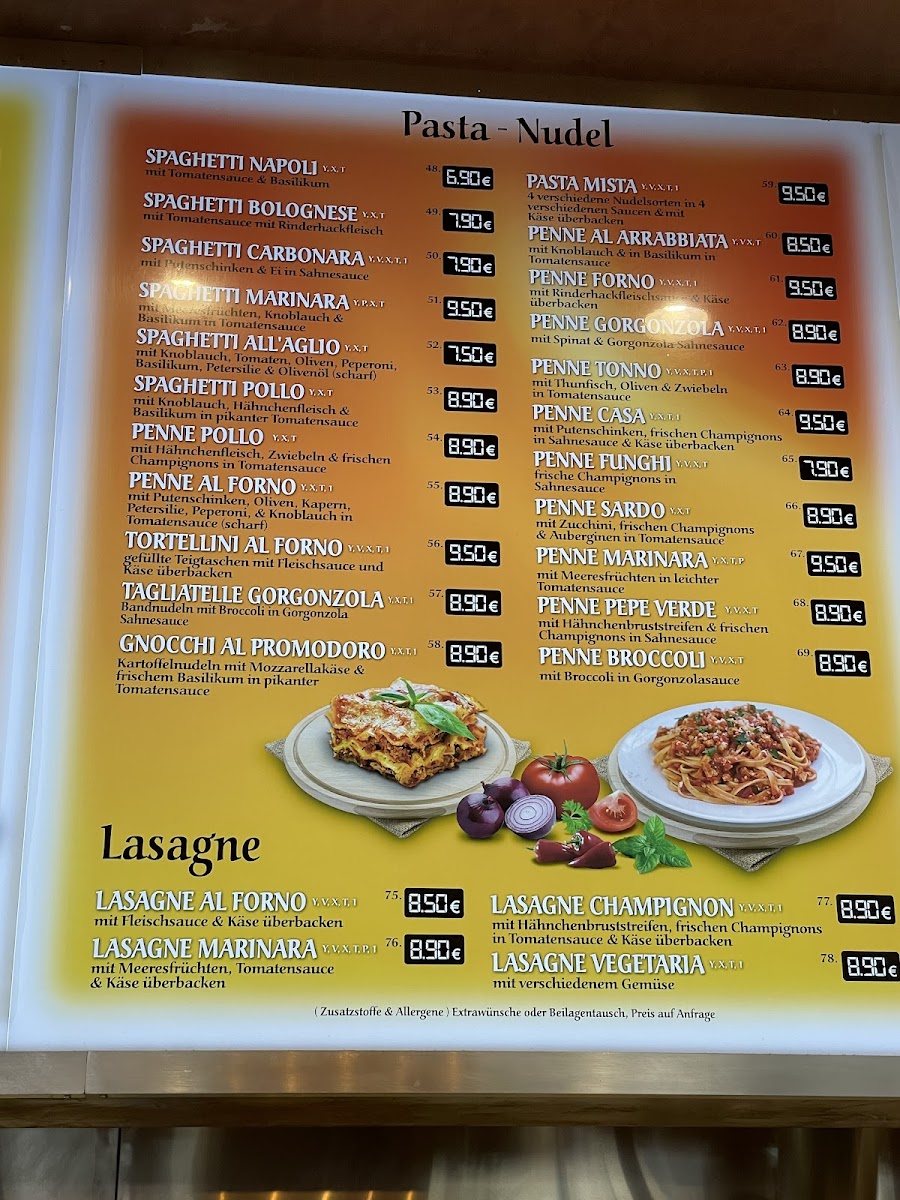 Pasta - Nudel
SPAGHETTI NAPOLI Y,X,T 48. 6.90€
mit Tomatensauce & Basilikum
SPAGHETTI BOLOGNESE Y,X,T 49. 7.90€
mit Tomatensauce mit Rinderhackfleisch
SPAGHETTI CARBONARA Y,V,X,T,1 50. 7.90€
mit Putenschinken & Ei in Sahnesauce
SPAGHETTI MARINARA Y,P,X,T 51. 9.50€
mit Meeresfrüchten, Knoblauch &
Basilikum in Tomatensauce
SPAGHETTI ALL'AGLIO Y,X,T 52. 7.50€
mit Knoblauch, Tomaten, Oliven, Peperoni,
Basilikum, Petersilie & Olivenöl (scharf)
SPAGHETTI POLLO Y,X,T 53. 8.90€
mit Knoblauch, Hähnchenfleisch &
Basilikum in pikanter Tomatensauce
PENNE POLLO Y,X,T 54. 8.90€
mit Hähnchenfleisch, Zwiebeln & frischen
Champignons in Tomatensauce
PENNE AL FORNO Y,X,T,1 55. 8.90€
mit Putenschinken, Oliven, Kapern,
Petersilie, Peperoni, & Knoblauch in
Tomatensauce (scharf)
TORTELLINI AL FORNO Y,V,X,T,1 56. 9.50€
gefüllte Teigtaschen mit Fleischsauce und
Käse überbacken
TAGLIATELLE GORGONZOLA Y,X,T,1 57. 8.90€
Bandnudeln mit Broccoli in Gorgonzola
Sahnesauce
GNOCCHI AL PROMODORO Y,X,T,1 58. 8.90€
Kartoffelnudeln mit Mozzarellakäse &
frischem Basilikum in pikanter
Tomatensauce
PASTA MISTA Y,V,X,T,1 59. 9.50€
4 verschiedene Nudelsorten in 4
verschiedenen Saucen & mit
Käse überbacken
PENNE AL ARRABBIATA Y,V,X,T 60. 8.50€
mit Knoblauch & in Basilikum in
Tomatensauce
PENNE FORNO Y,V,X,T,1 61. 9.50€
mit Rinderhackfleischsauce & Käse
überbacken
PENNE GORGONZOLA Y,V,X,T,1 62. 8.90€
mit Spinat & Gorgonzola Sahnesauce
PENNE TONNO Y,V,X,T,P,1 63. 8.90€
mit Thunfisch, Oliven & Zwiebeln
in Tomatensauce
PENNE CASA Y,V,X,T,1 64. 9.50€
mit Putenschinken, frischen Champignons
in Sahnesauce & Käse überbacken
PENNE FUNGHI Y,V,X,T 65. 7.90€
frische Champignons in
Sahnesauce
PENNE SARDO Y,X,T 66. 8.90€
mit Zucchini, frischen Champignons
& Auberginen in Tomatensauce
PENNE MARINARA Y,X,T,P 67. 9.50€
mit Meeresfrüchten in leichter
Tomatensauce
PENNE PEPE VERDE Y,V,X,T 68. 8.90€
mit Hähnchenbruststreifen & frischen
Champignons in Sahnesauce
PENNE BROCCOLI Y,V,X,T 69. 8.90€
mit Broccoli in Gorgonzolasauce
Lasagne
LASAGNE AL FORNO Y,V,X,T,1 75. 8.50€
mit Fleischsauce & Käse überbacken
LASAGNE MARINARA Y,V,X,T,P,1 76. 8.90€
mit Meeresfrüchten, Tomatensauce
& Käse überbacken
LASAGNE CHAMPIGNON Y,V,X,T,1 77. 8.90€
mit Hähnchenbruststreifen, frischen Champignons
in Tomatensauce & Käse überbacken
LASAGNE VEGETARIA Y,X,T,1 78. 8.90€
mit verschiedenem Gemüse
( Zusatzstoffe & Allergene ) Extrawünsche oder Beilagentausch, Preis auf Anfrage